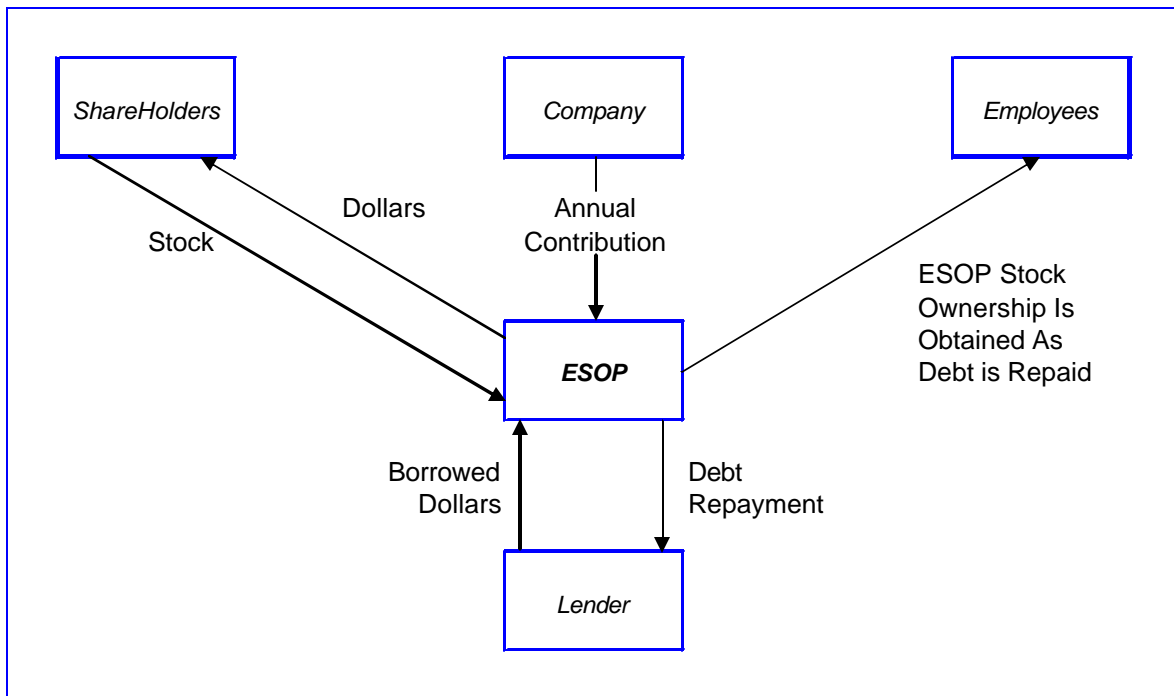 ShareHolders
Company
Employees
Dollars
Stock
Annual
Contribution
ESOP Stock
Ownership Is
Obtained As
Debt is Repaid
ESOP
Borrowed
Dollars
Debt
Repayment
Lender